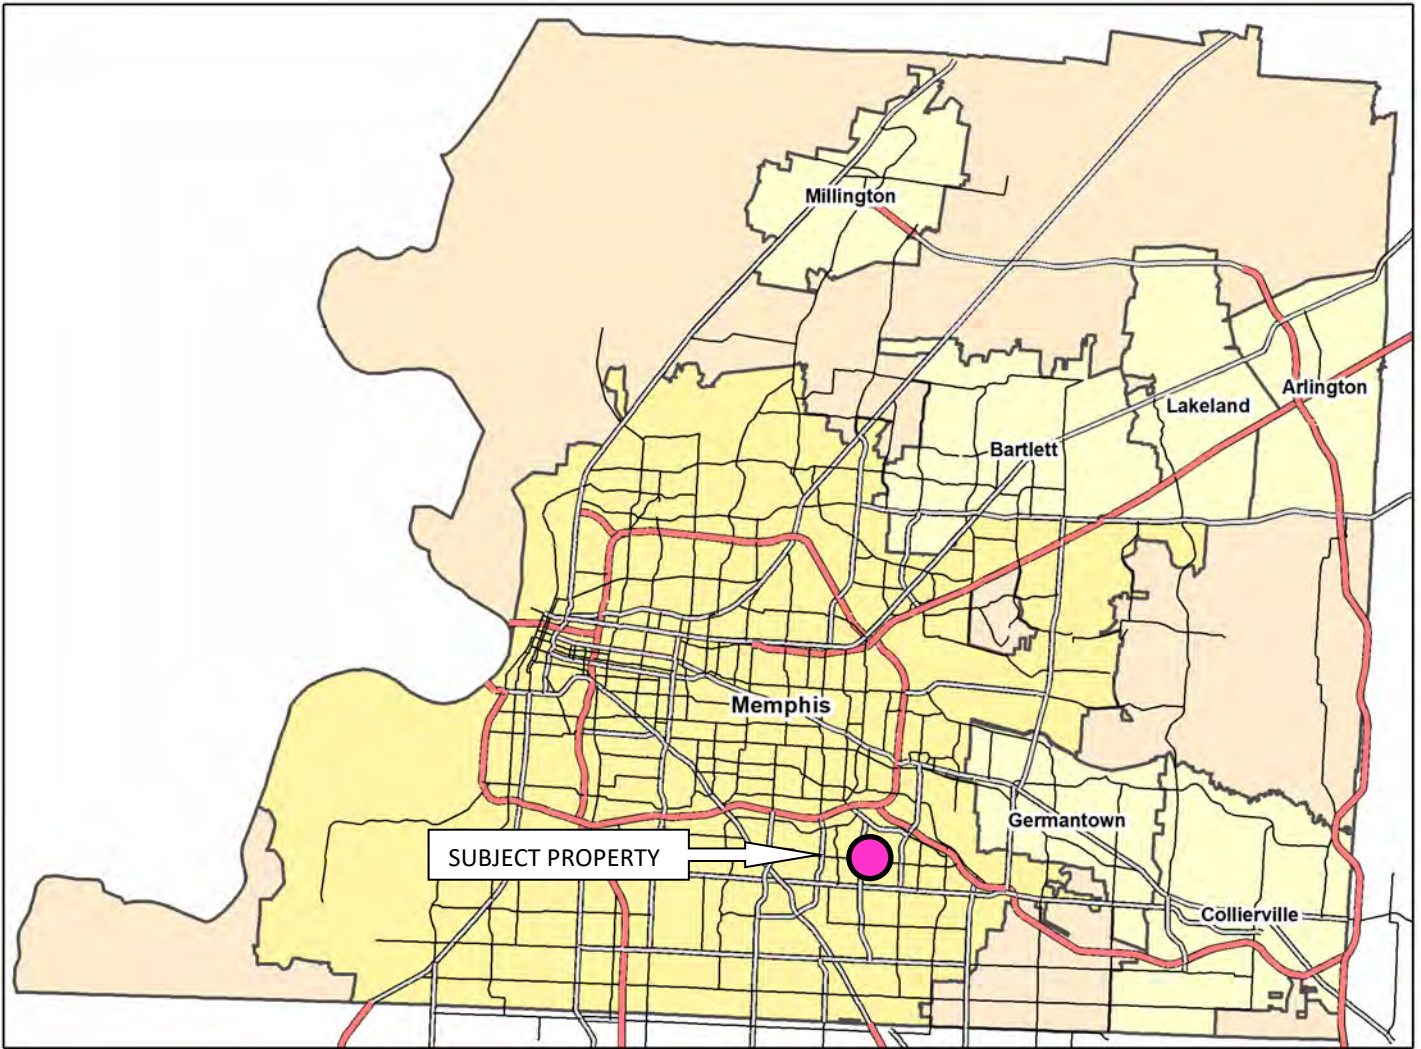 Millington
Arlington
Lakeland
Bartlett
Memphis
Germantown
SUBJECT PROPERTY
Collierville